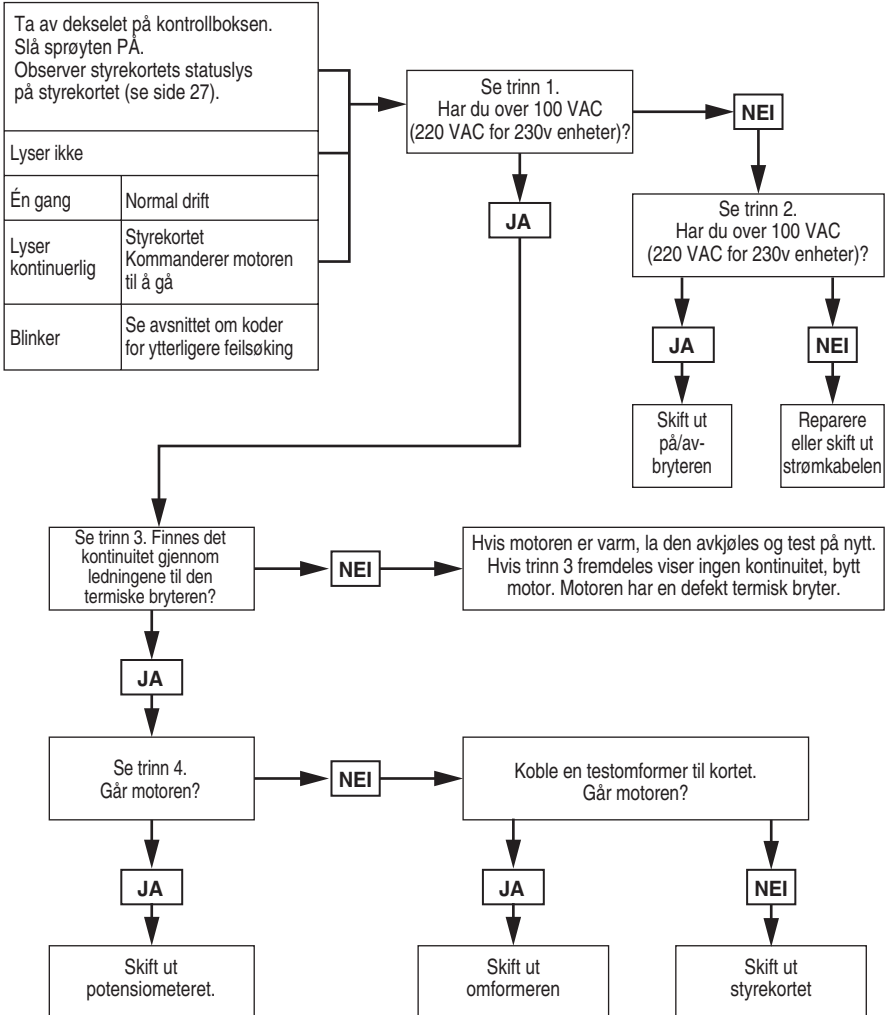 Ta av dekselet på kontrollboksen.
Slå sprøyten PÅ.
Observer styrekortets statuslys
på styrekortet (se side 27).
Lyser ikke
Én gang
Normal drift
Lyser
kontinuerlig
Styrekortet
Kommanderer motoren
til å gå
Blinker
Se avsnittet om koder
for ytterligere feilsøking
Se trinn 1.
Har du over 100 VAC
(220 VAC for 230v enheter)?
NEI
JA
Se trinn 2.
Har du over 100 VAC
(220 VAC for 230v enheter)?
JA
NEI
Skift ut
på/av-
bryteren
Reparere
eller skift ut
strømkabelen
Se trinn 3. Finnes det
kontinuitet gjennom
ledningene til den
termiske bryteren?
NEI
Hvis motoren er varm, la den avkjøles og test på nytt.
Hvis trinn 3 fremdeles viser ingen kontinuitet, bytt
motor. Motoren har en defekt termisk bryter.
JA
Se trinn 4.
Går motoren?
NEI
Koble en testomformer til kortet.
Går motoren?
JA
JA
NEI
Skift ut
potensiometeret.
Skift ut
omformeren
Skift ut
styrekortet